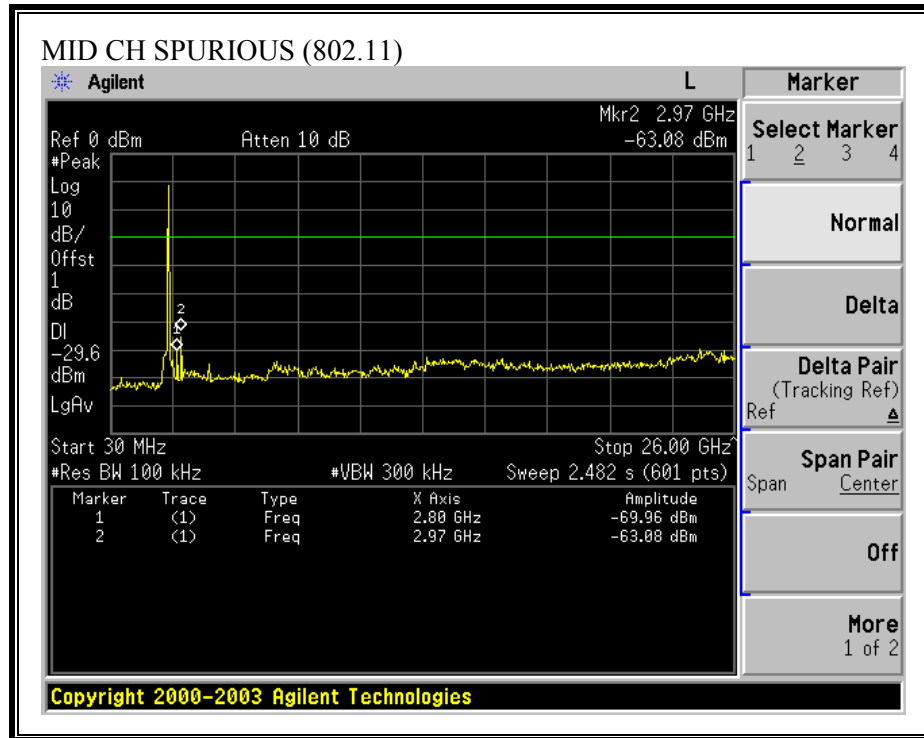 MID CH SPURIOUS (802.11)
Agilent L Marker
Mkr2 2.97 GHz
Ref 0 dBm Atten 10 dB -63.08 dBm
#Peak
Log
10
dB/
Offst
1
dB
DI
-29.6
dBm
LgAv
2
1
Start 30 MHz Stop 26.00 GHz^
#Res BW 100 kHz #VBW 300 kHz Sweep 2.482 s (601 pts)
Marker Trace Type X Axis Amplitude
1 (1) Freq 2.80 GHz -69.96 dBm
2 (1) Freq 2.97 GHz -63.08 dBm
Select Marker
1 2 3 4
Normal
Delta
Delta Pair
(Tracking Ref)
Ref Δ
Span Pair
Span Center
Off
More
1 of 2
Copyright 2000-2003 Agilent Technologies